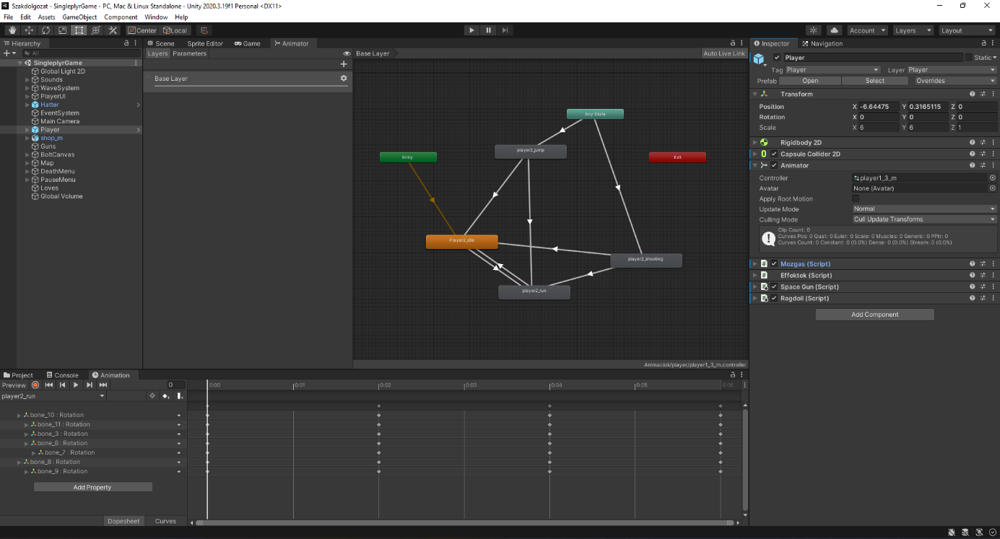 Szakdolgozat - SingleplyrGame - PC, Mac & Linux Standalone - Unity 2020.3.19f1 Personal <DX11>
File Edit Assets GameObject Component Window Help
Center Local Account Layers Layout
Hierarchy
All
SingleplyrGame
Global Light 2D
Sounds
WaveSystem
PlayerUI
Hatter
EventSystem
Main Camera
Player
shop_m
Guns
BoltCanvas
Map
DeathMenu
PauseMenu
Loves
Global Volume
Scene Sprite Editor Game Animator
Layers Parameters Base Layer Auto Live Link
Base Layer
Any State
player2_jump
Entry
Exit
Player2_idle
player2_shooting
player2_run
Animaciok/player/player1_3_m.controller
Inspector Navigation
Player Static
Tag Player Layer Player
Prefab Open Select Overrides
Transform
Position X -6.64475 Y 0.3165115 Z 0
Rotation X 0 Y 0 Z 0
Scale X 6 Y 6 Z 1
Rigidbody 2D
Capsule Collider 2D
Animator
Controller player1_3_m
Avatar None (Avatar)
Apply Root Motion
Update Mode Normal
Culling Mode Cull Update Transforms
Clip Count: 0
Curves Pos: 0 Quat: 0 Euler: 0 Scale: 0 Muscles: 0 Generic: 0 PPtr: 0
Curves Count: 0 Constant: 0 (0.0%) Dense: 0 (0.0%) Stream: 0 (0.0%)
Mozgas (Script)
Effektek (Script)
Space Gun (Script)
Ragdoll (Script)
Add Component
Project Console Animation
Preview 0 0:00 0:01 0:02 0:03 0:04 0:05 0:06
player2_run
bone_10 : Rotation
bone_11 : Rotation
bone_3 : Rotation
bone_6 : Rotation
bone_7 : Rotation
bone_8 : Rotation
bone_9 : Rotation
Add Property
Dopesheet Curves